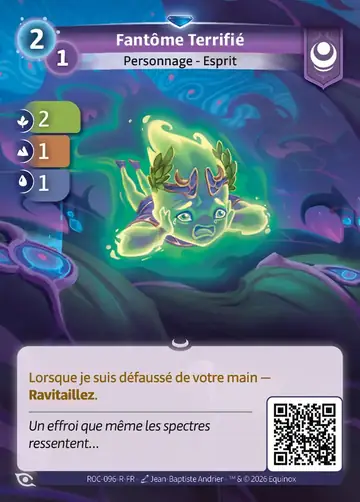 2
Fantôme Terrifié
1
Personnage - Esprit
2
1
1
Lorsque je suis défaussé de votre main —
Ravitaillez.
Un effroi que même les spectres
ressentent...
ROC-096-R-FR - Jean-Baptiste Andrier - ™ & © 2026 Equinox